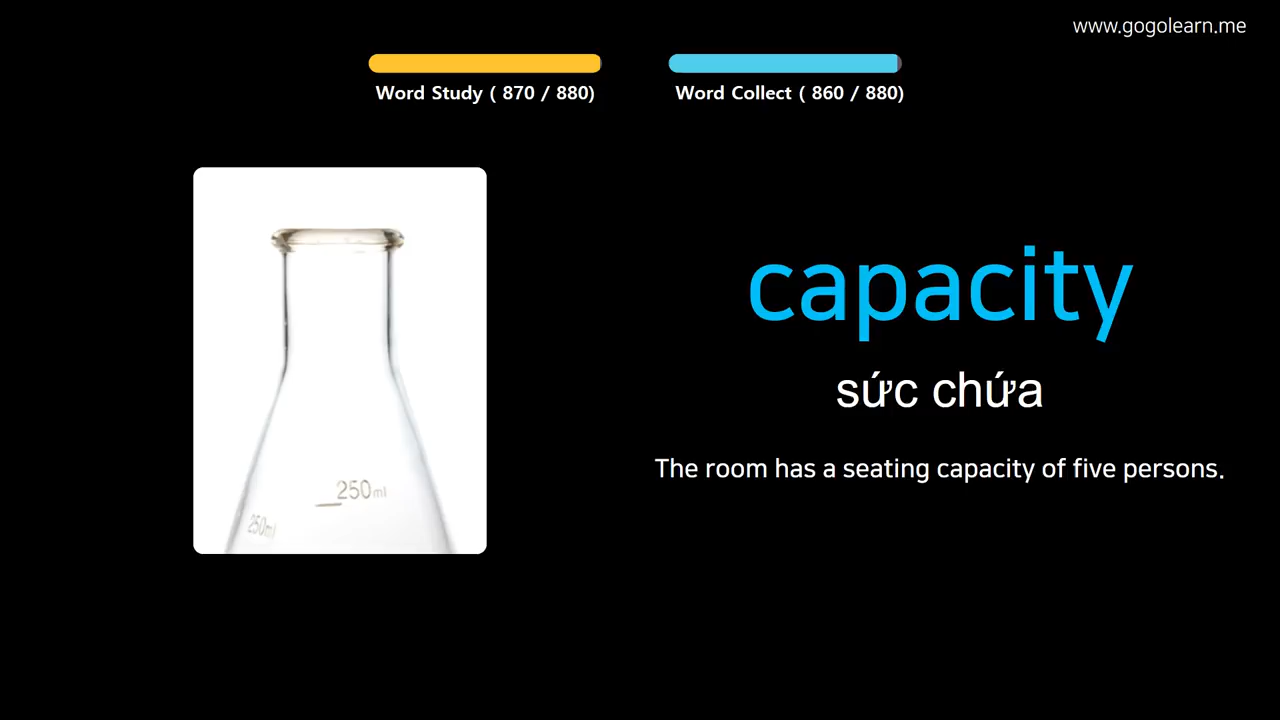 www.gogolearn.me
Word Study ( 870 / 880)
Word Collect ( 860 / 880)
capacity
sức chứa
The room has a seating capacity of five persons.
250ml
250ml